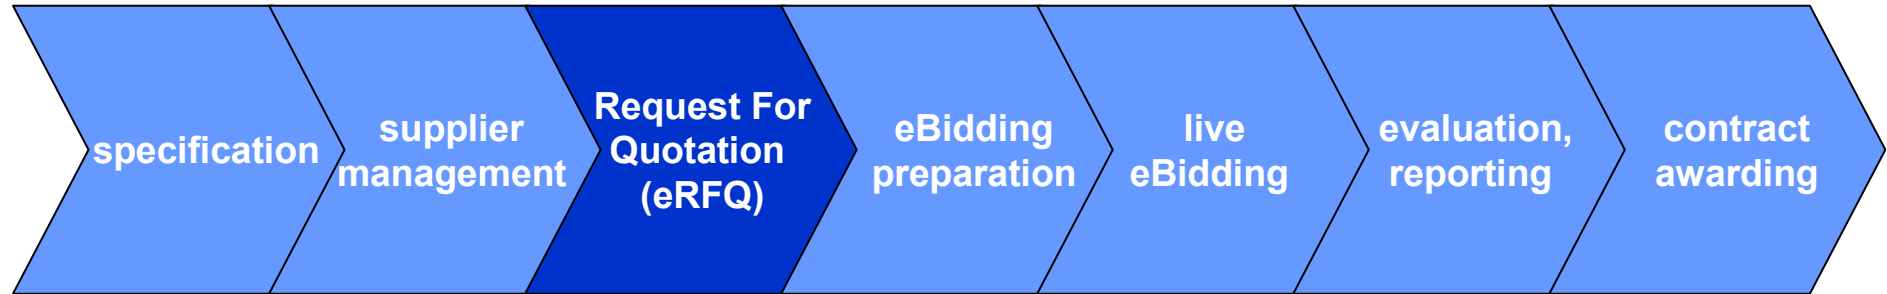 specification
supplier
management
Request For
Quotation
(eRFQ)
eBidding
preparation
live
eBidding
evaluation,
reporting
contract
awarding